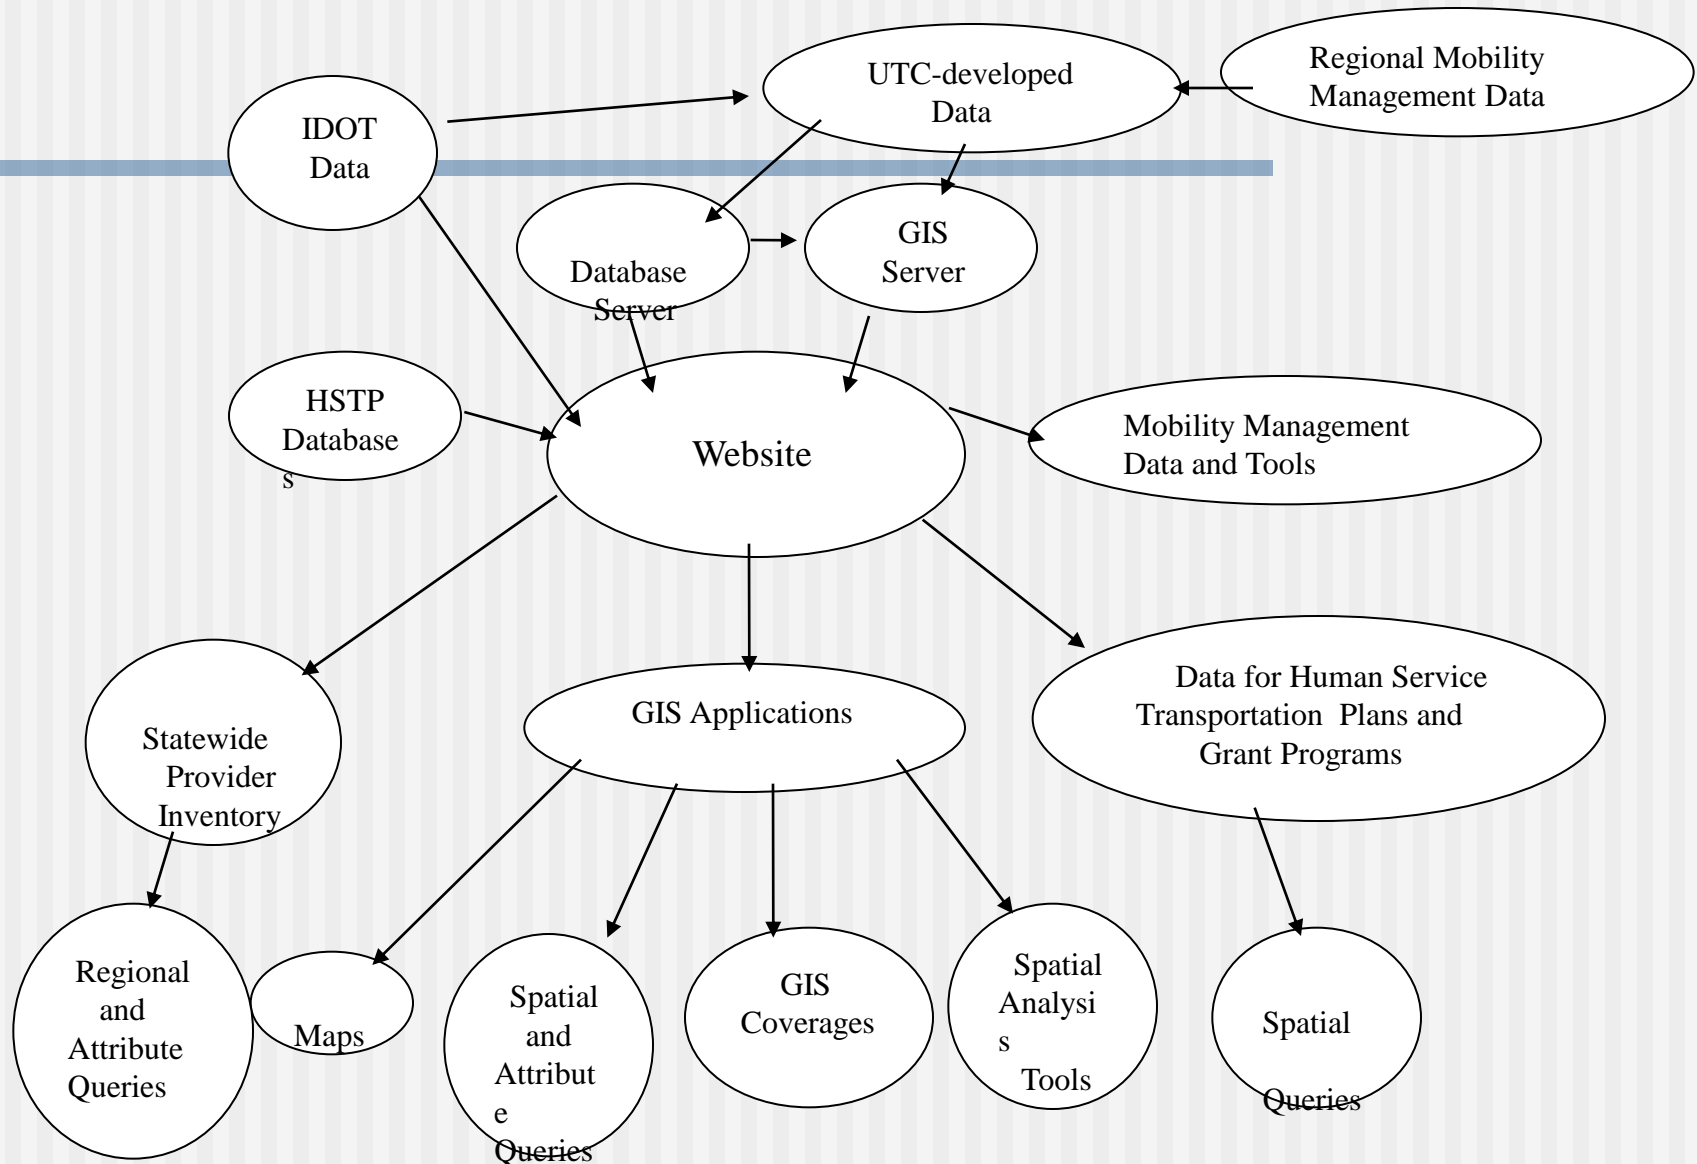 Regional Mobility
Management Data
UTC-developed
Data
IDOT
Data
GIS
Server
Database
Server
HSTP
Database
s
Website
Mobility Management
Data and Tools
Statewide
Provider
Inventory
GIS Applications
Data for Human Service
Transportation  Plans and
Grant Programs
Regional
and
Attribute
Queries
Maps
Spatial
and
Attribut
e
Queries
GIS
Coverages
Spatial
Analysi
s
Tools
Spatial
Queries